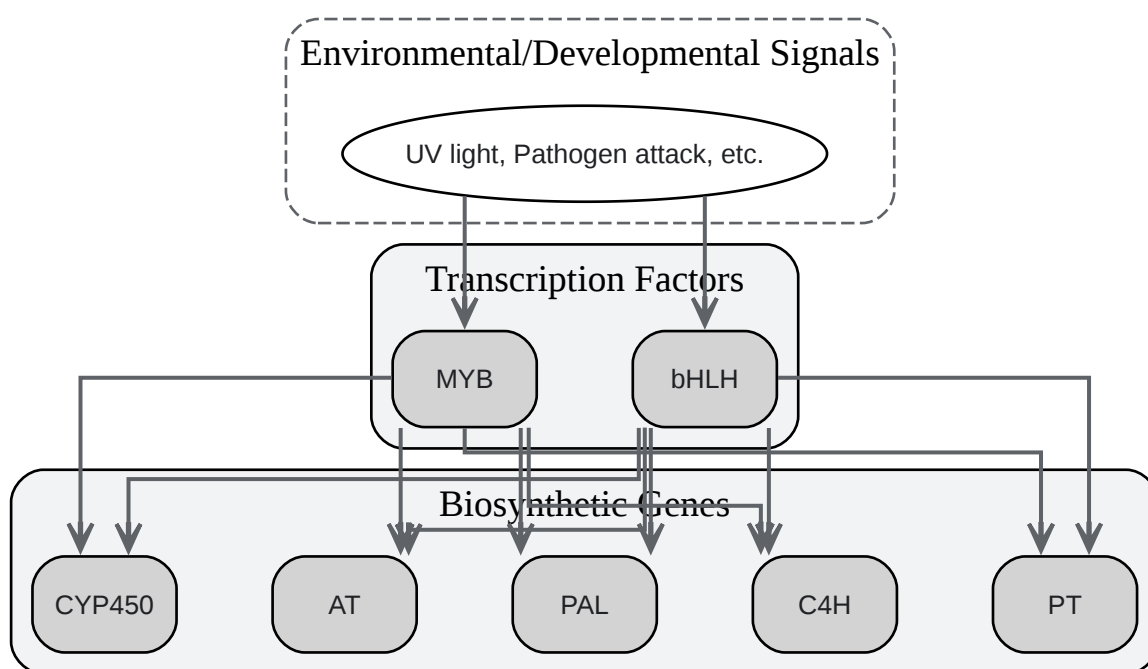 Environmental/Developmental Signals
UV light, Pathogen attack, etc.
Transcription Factors
MYB
bHLH
Biosynthetic Genes
CYP450
AT
PAL
C4H
PT